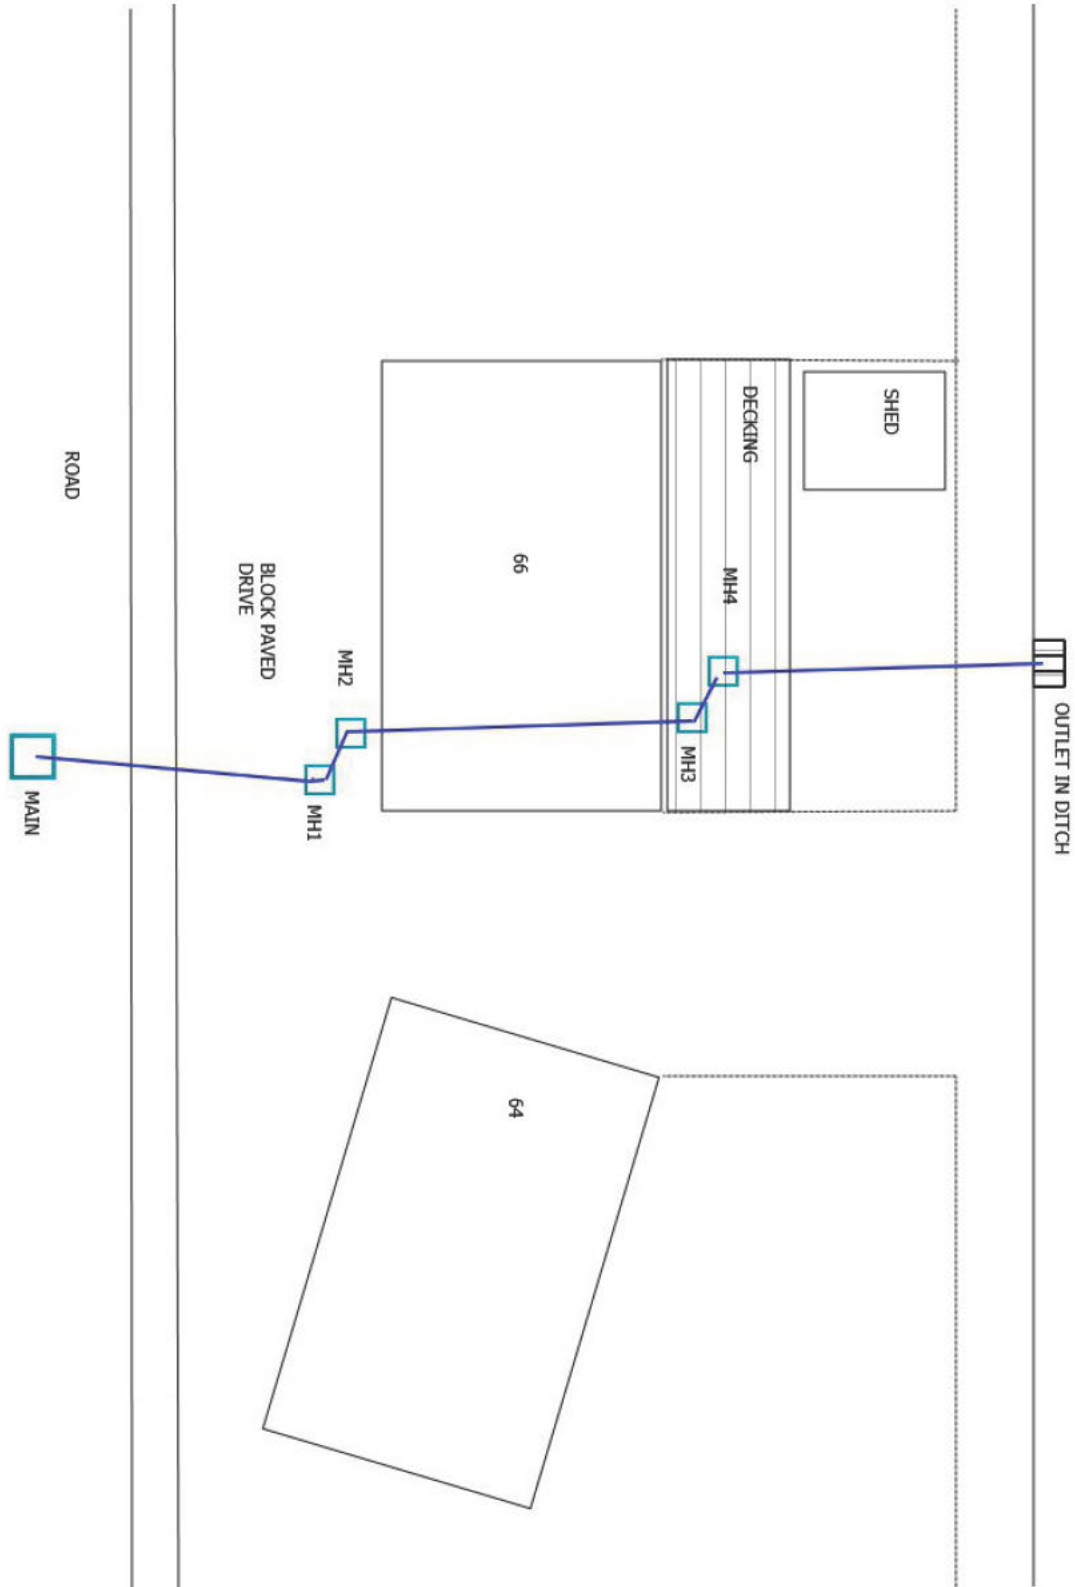 OUTLET IN DITCH
SHED
DECKING
MH4
MH3
66
64
MH2
MH1
BLOCK PAVED
DRIVE
ROAD
MAIN